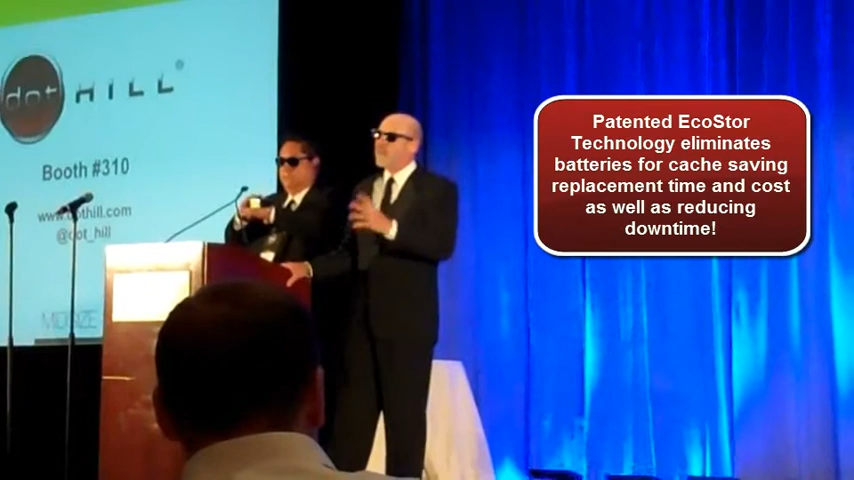 dot HILL®
Booth #310
www.dothill.com
@dot_hill
MIDSIZE
Patented EcoStor
Technology eliminates
batteries for cache saving
replacement time and cost
as well as reducing
downtime!